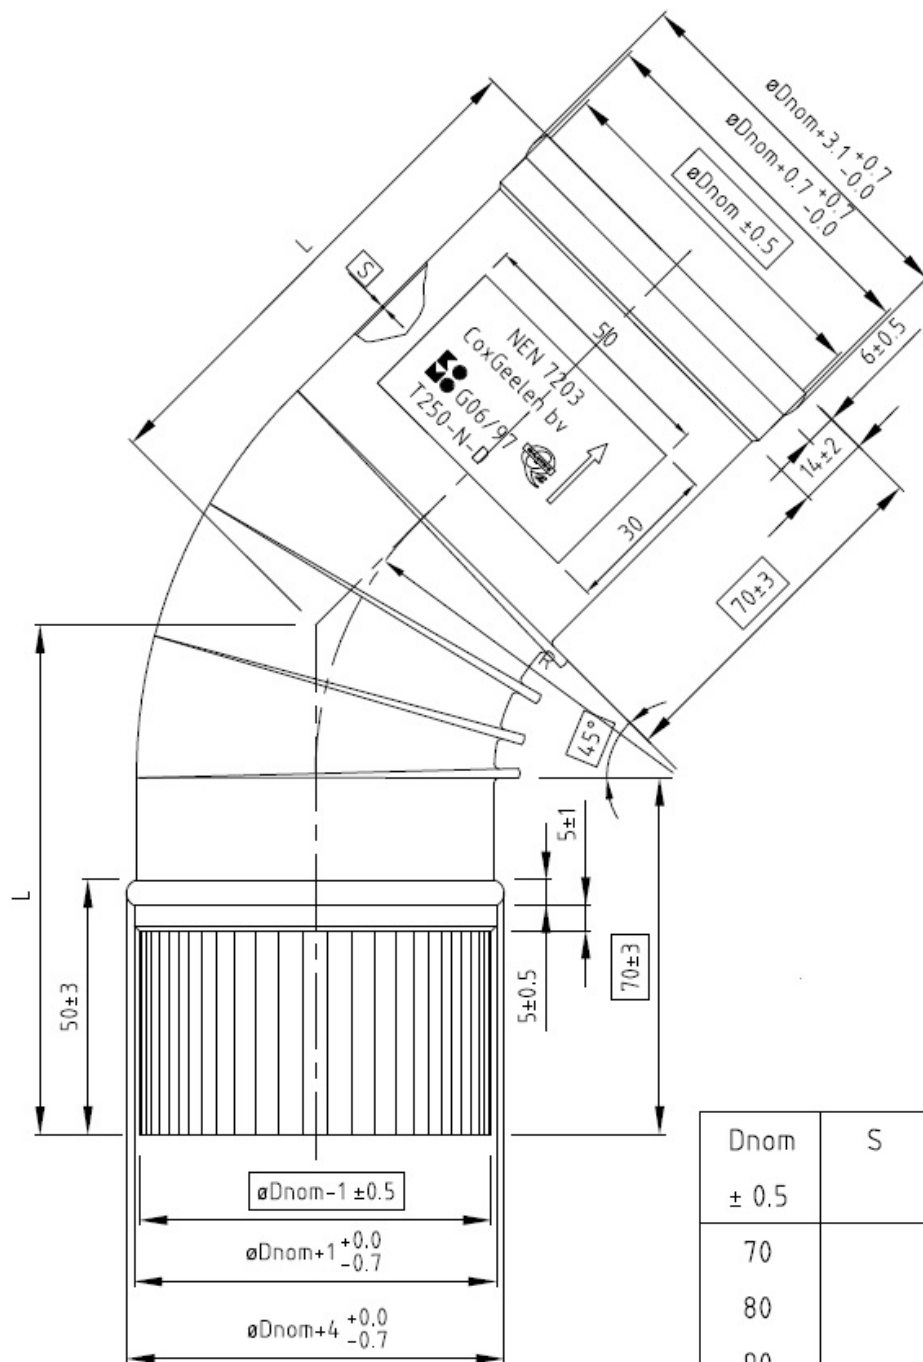 øDnom+3.1 +0.7 -0.0
øDnom+0.7 +0.7 -0.0
øDnom ±0.5
L
S
50
NEN 7203
CoxGeelen bv
KOMO G06/97
T250-N-D
6±0.5
14±2
30
70±3
R
45°
5±1
L
50±3
5±0.5
70±3
øDnom-1 ±0.5
øDnom+1 +0.0 -0.7
øDnom+4 +0.0 -0.7
Dnom S
± 0.5
70
80